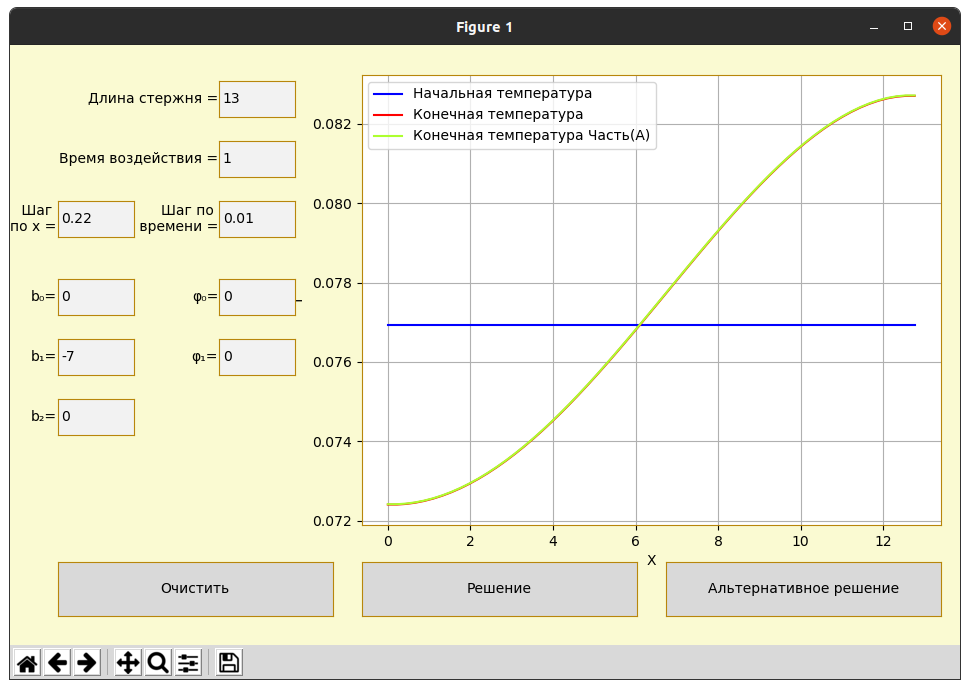 Figure 1
Длина стержня = 13
Время воздействия = 1
Шаг
по x = 0.22
Шаг по
времени = 0.01
b₀= 0
φ₀= 0
b₁= -7
φ₁= 0
b₂= 0
Начальная температура
Конечная температура
Конечная температура Часть(А)
0.082
0.080
0.078
0.076
0.074
0.072
0 2 4 6 8 10 12
X
Очистить
Решение
Альтернативное решение